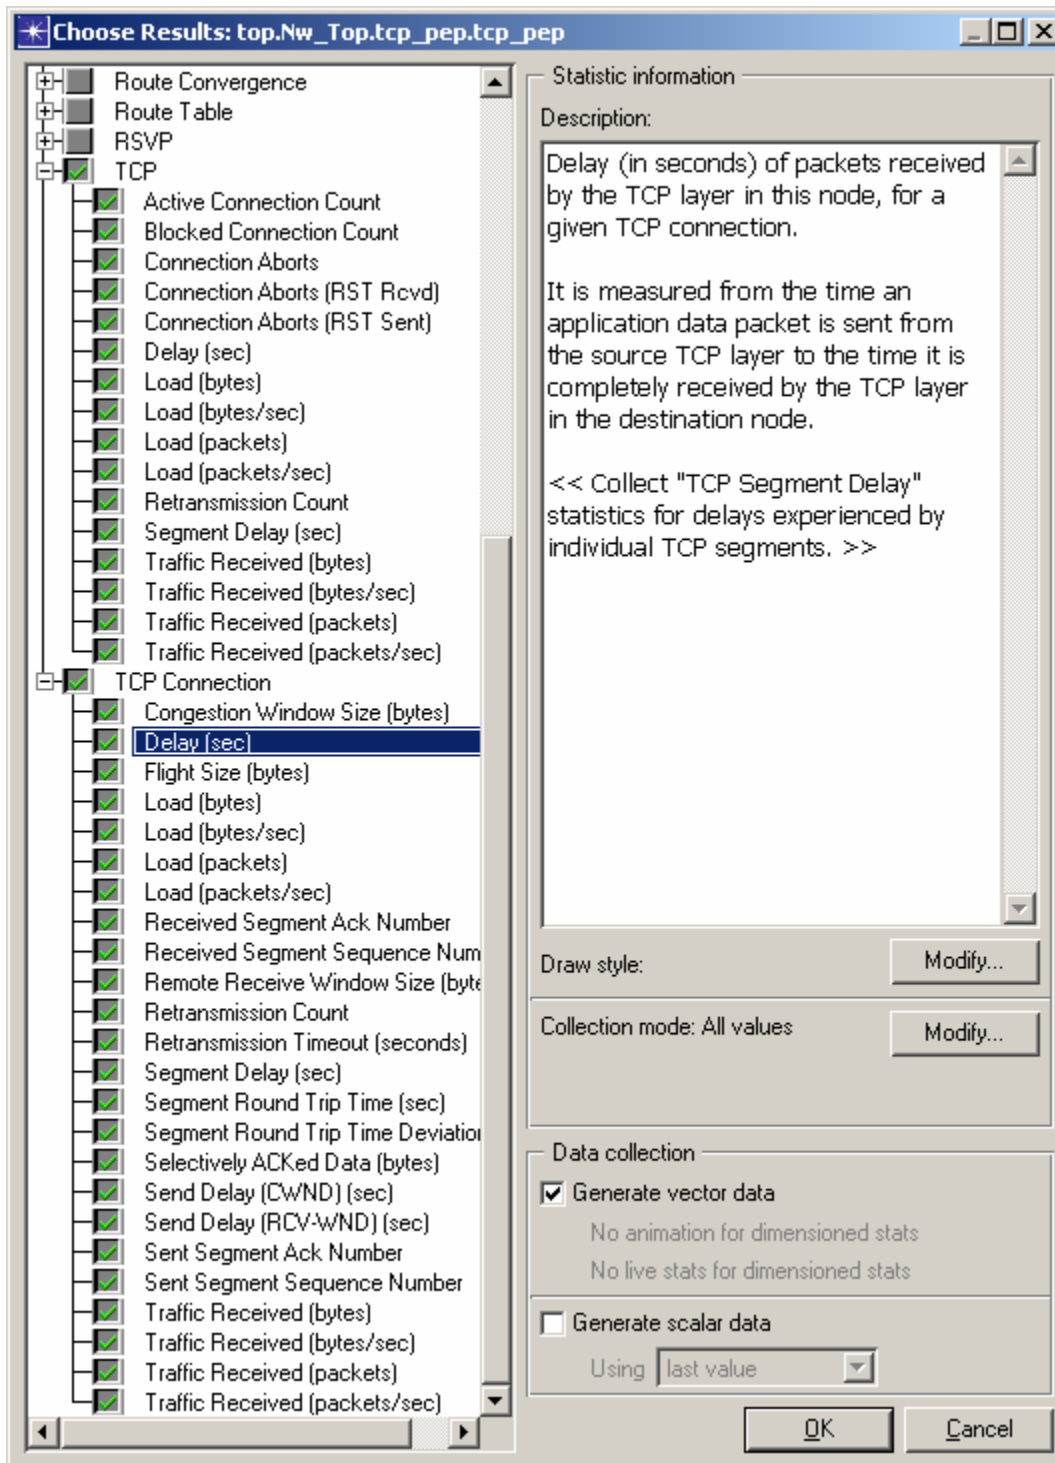 Choose Results: top.Nw_Top.tcp_pep.tcp_pep
Route Convergence
Route Table
RSVP
TCP
Active Connection Count
Blocked Connection Count
Connection Aborts
Connection Aborts (RST Rcvd)
Connection Aborts (RST Sent)
Delay (sec)
Load (bytes)
Load (bytes/sec)
Load (packets)
Load (packets/sec)
Retransmission Count
Segment Delay (sec)
Traffic Received (bytes)
Traffic Received (bytes/sec)
Traffic Received (packets)
Traffic Received (packets/sec)
TCP Connection
Congestion Window Size (bytes)
Delay (sec)
Flight Size (bytes)
Load (bytes)
Load (bytes/sec)
Load (packets)
Load (packets/sec)
Received Segment Ack Number
Received Segment Sequence Num
Remote Receive Window Size (byte
Retransmission Count
Retransmission Timeout (seconds)
Segment Delay (sec)
Segment Round Trip Time (sec)
Segment Round Trip Time Deviation
Selectively ACKed Data (bytes)
Send Delay (CWND) (sec)
Send Delay (RCV-WND) (sec)
Sent Segment Ack Number
Sent Segment Sequence Number
Traffic Received (bytes)
Traffic Received (bytes/sec)
Traffic Received (packets)
Traffic Received (packets/sec)
Statistic information
Description:
Delay (in seconds) of packets received
by the TCP layer in this node, for a
given TCP connection.
It is measured from the time an
application data packet is sent from
the source TCP layer to the time it is
completely received by the TCP layer
in the destination node.
<< Collect "TCP Segment Delay"
statistics for delays experienced by
individual TCP segments. >>
Draw style:
Modify...
Collection mode: All values
Modify...
Data collection
Generate vector data
No animation for dimensioned stats
No live stats for dimensioned stats
Generate scalar data
Using last value
OK
Cancel